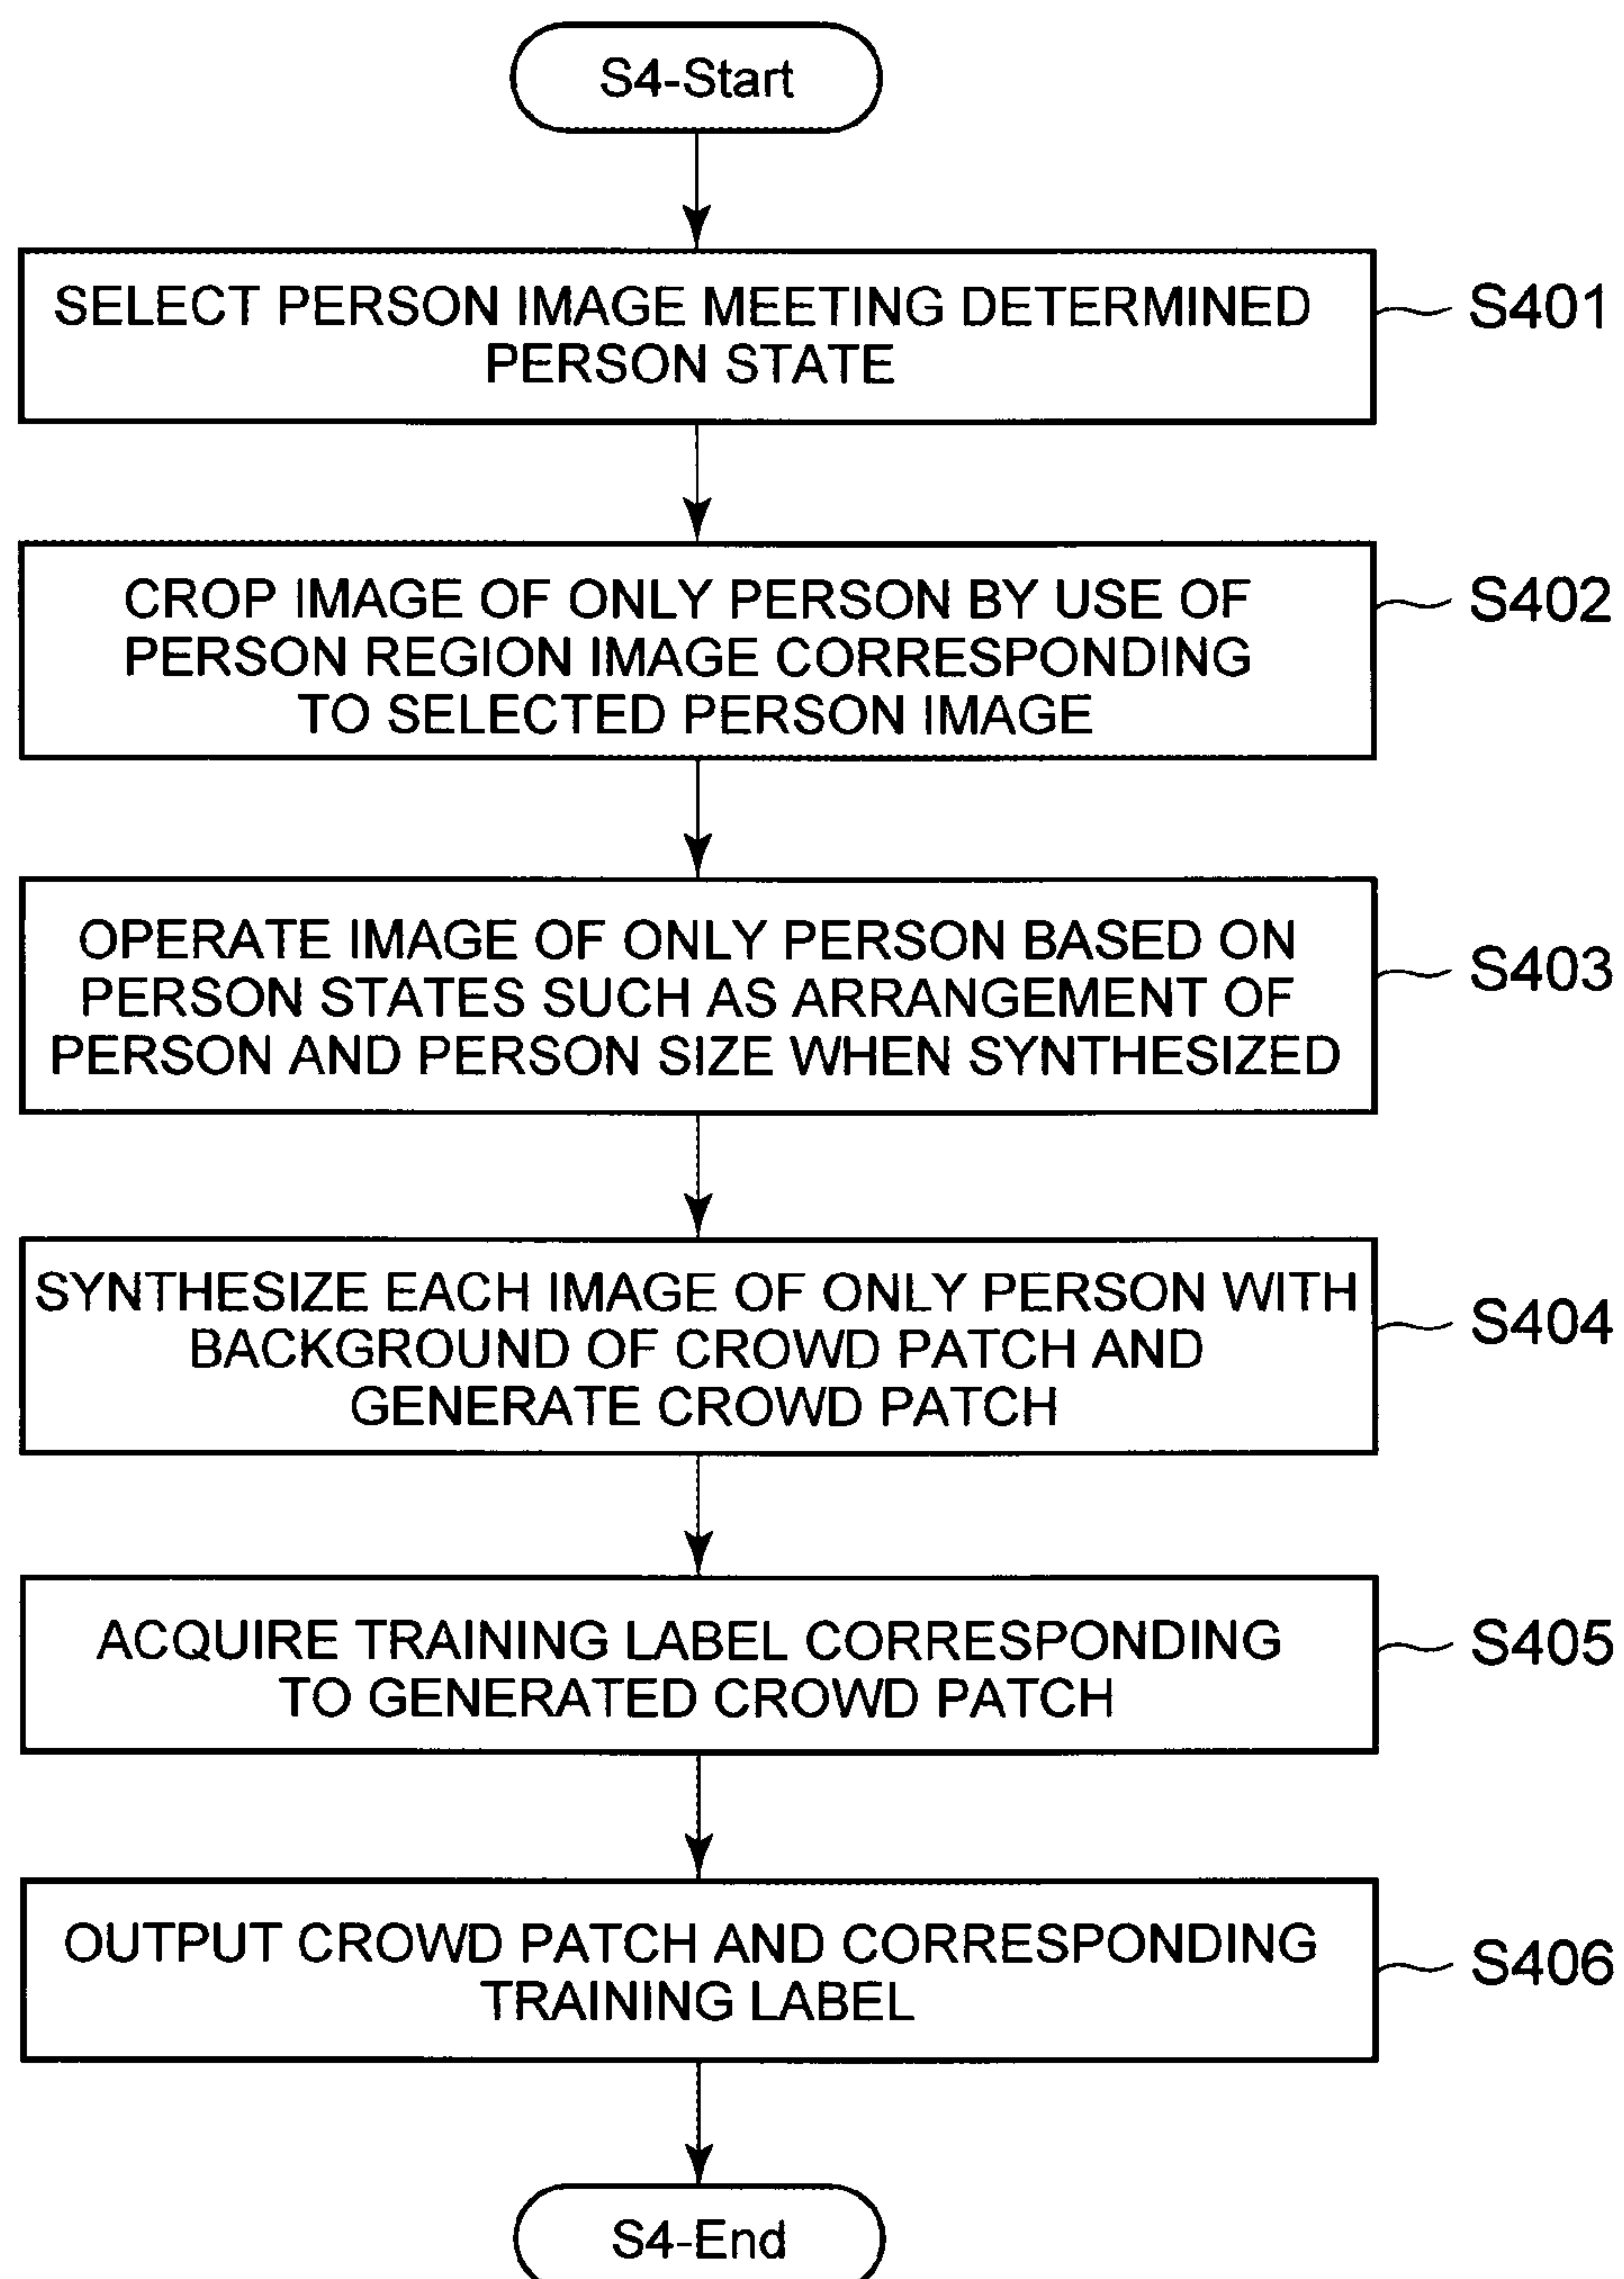 S4-Start
SELECT PERSON IMAGE MEETING DETERMINED
PERSON STATE
S401
CROP IMAGE OF ONLY PERSON BY USE OF
PERSON REGION IMAGE CORRESPONDING
TO SELECTED PERSON IMAGE
S402
OPERATE IMAGE OF ONLY PERSON BASED ON
PERSON STATES SUCH AS ARRANGEMENT OF
PERSON AND PERSON SIZE WHEN SYNTHESIZED
S403
SYNTHESIZE EACH IMAGE OF ONLY PERSON WITH
BACKGROUND OF CROWD PATCH AND
GENERATE CROWD PATCH
S404
ACQUIRE TRAINING LABEL CORRESPONDING
TO GENERATED CROWD PATCH
S405
OUTPUT CROWD PATCH AND CORRESPONDING
TRAINING LABEL
S406
S4-End